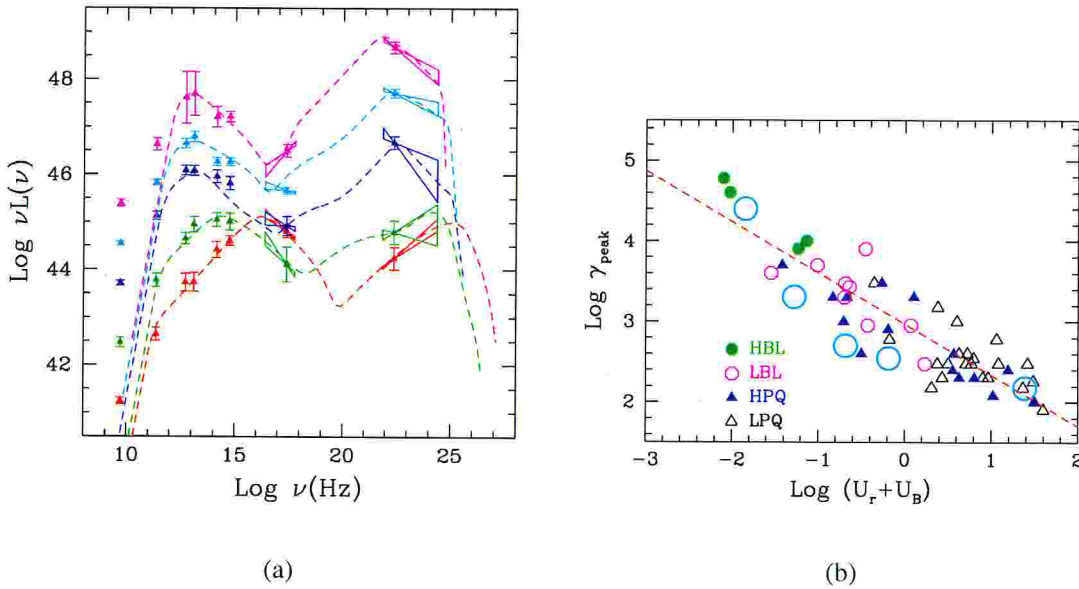 48
46
44
42
10
15
20
25
Log νL(ν)
Log ν(Hz)
(a)
5
4
3
2
−3
−2
−1
0
1
2
Log γpeak
Log (Ur+UB)
HBL
LBL
HPQ
LPQ
(b)